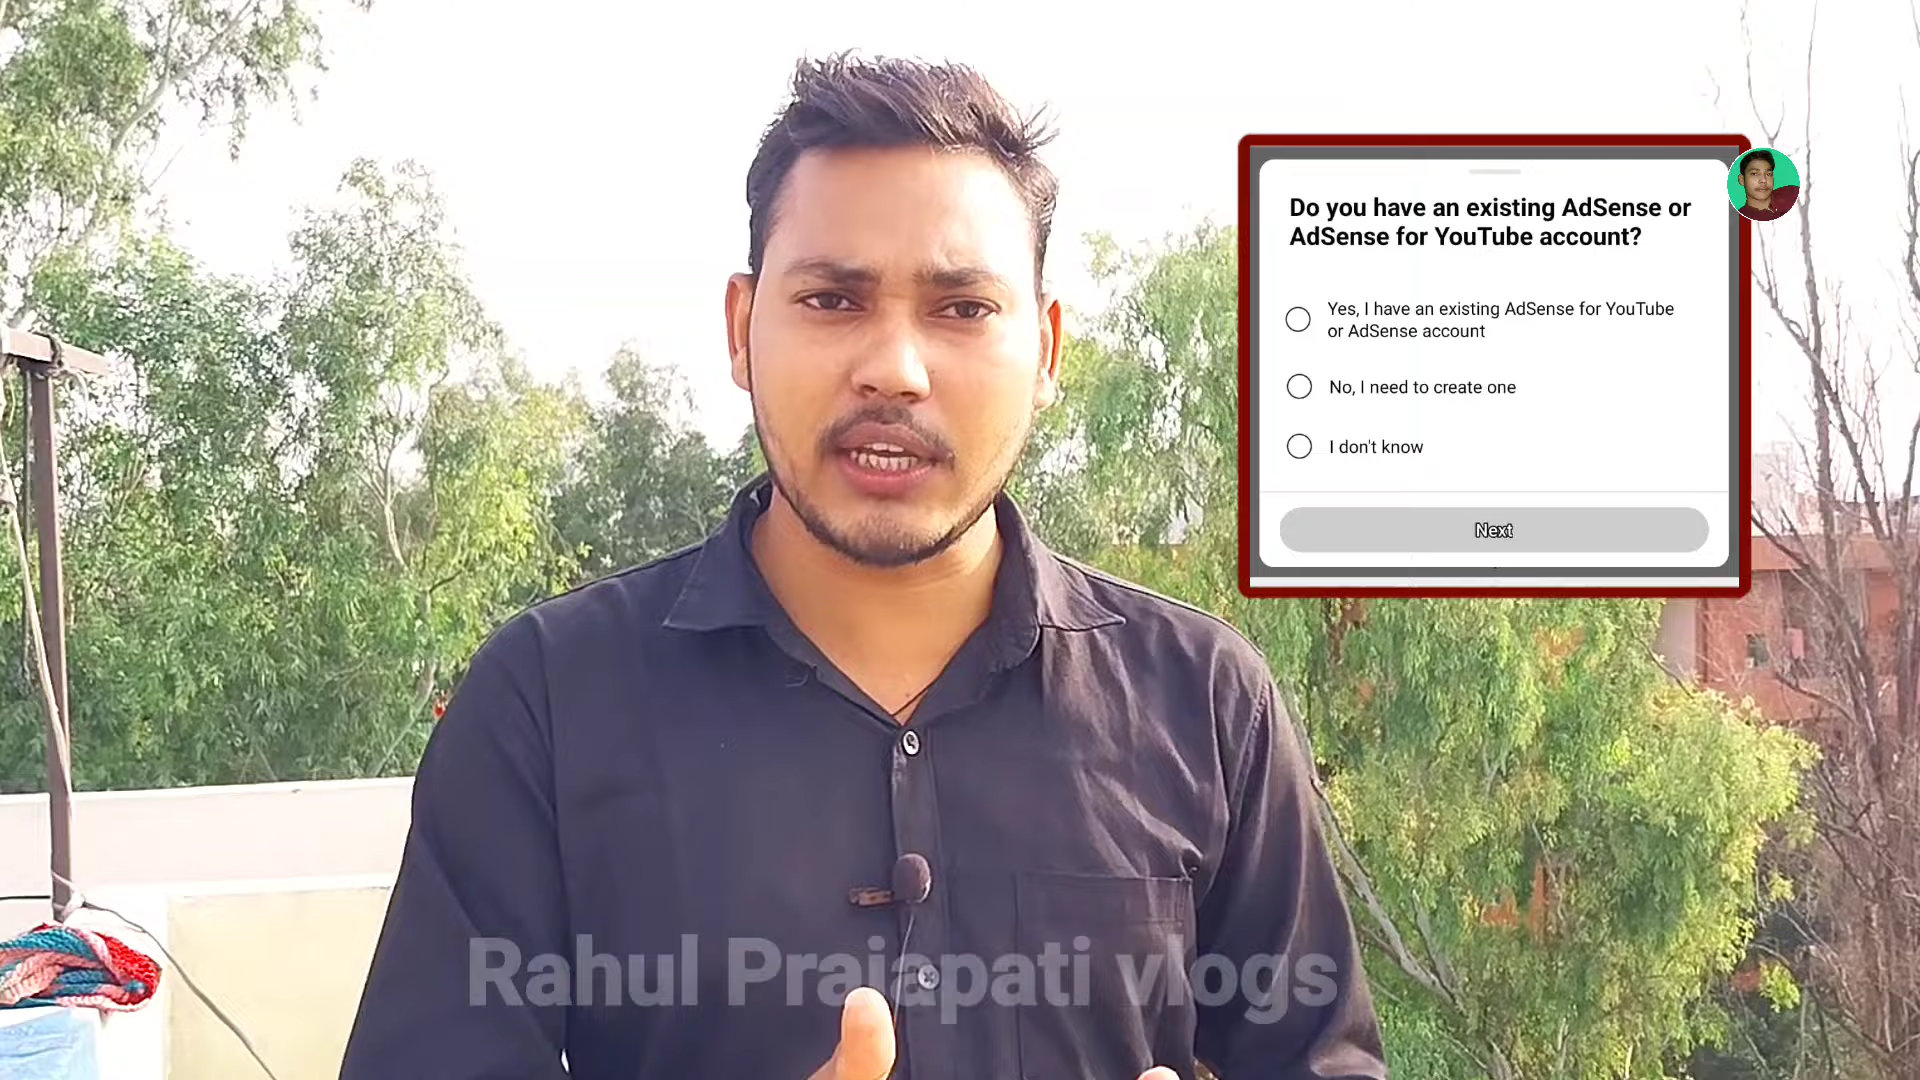 Do you have an existing AdSense or
AdSense for YouTube account?
Yes, I have an existing AdSense for YouTube
or AdSense account
No, I need to create one
I don't know
Next
Rahul Prajapati vlogs